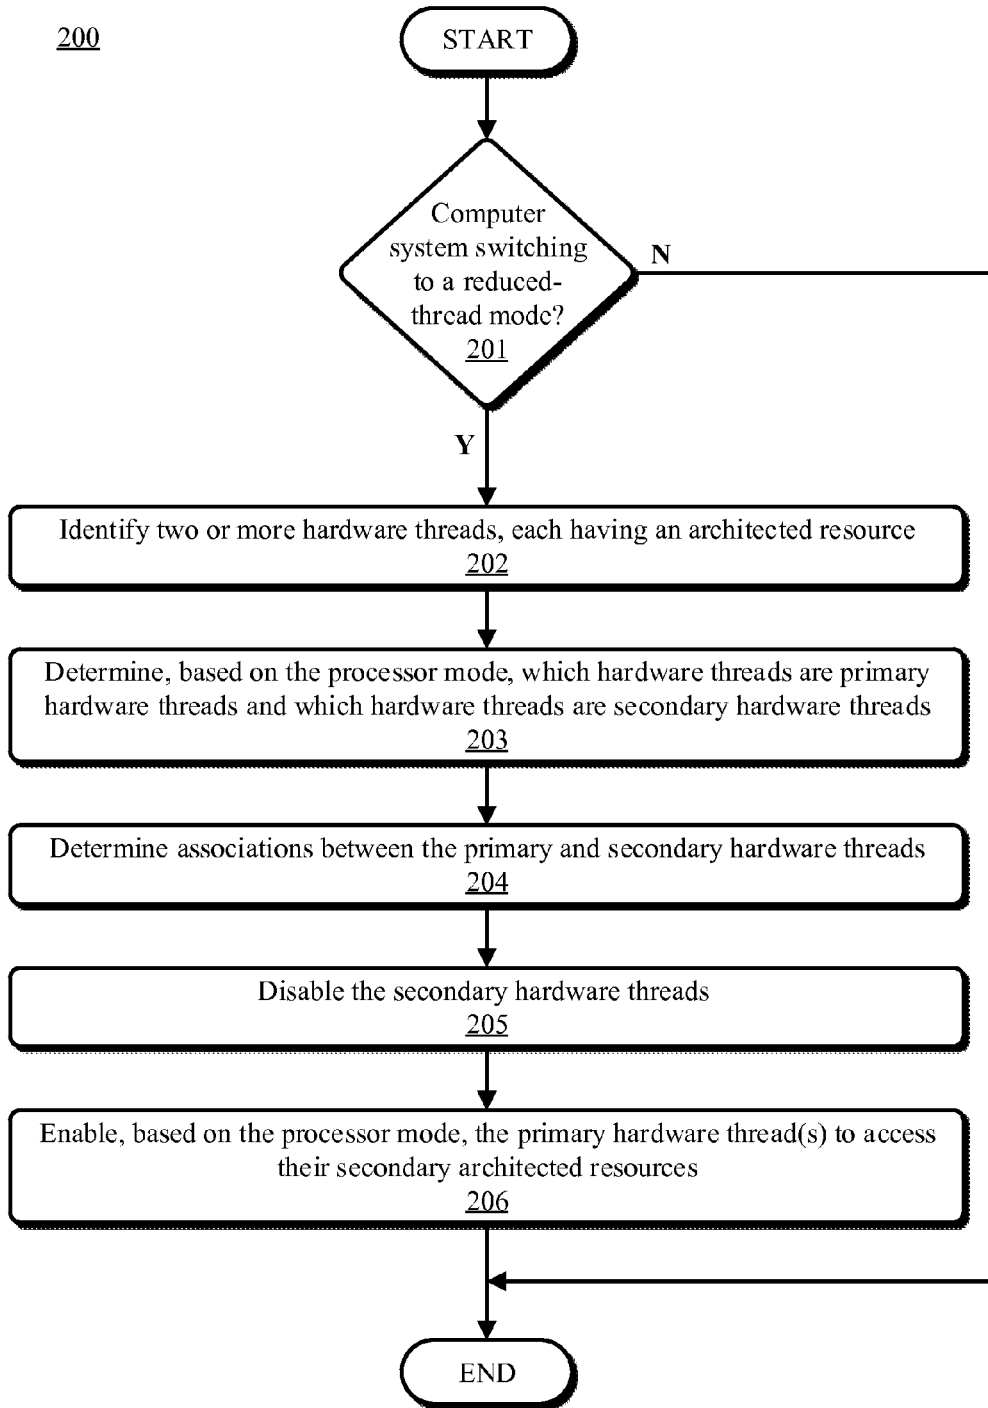 200
START
Computer
system switching
to a reduced-
thread mode?
201
N
Y
Identify two or more hardware threads, each having an architected resource
202
Determine, based on the processor mode, which hardware threads are primary
hardware threads and which hardware threads are secondary hardware threads
203
Determine associations between the primary and secondary hardware threads
204
Disable the secondary hardware threads
205
Enable, based on the processor mode, the primary hardware thread(s) to access
their secondary architected resources
206
END